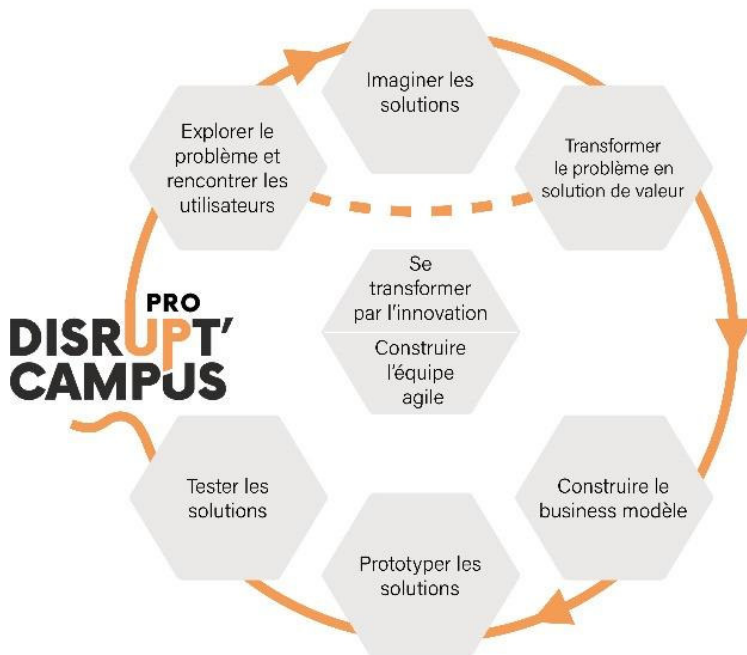 Imaginer les
solutions
Explorer le
problème et
rencontrer les
utilisateurs
Transformer
le problème en
solution de valeur
Se
transformer
par l'innovation
Construire
l'équipe
agile
PRO
DISRUPT'
CAMPUS
Tester les
solutions
Construire le
business modèle
Prototyper les
solutions